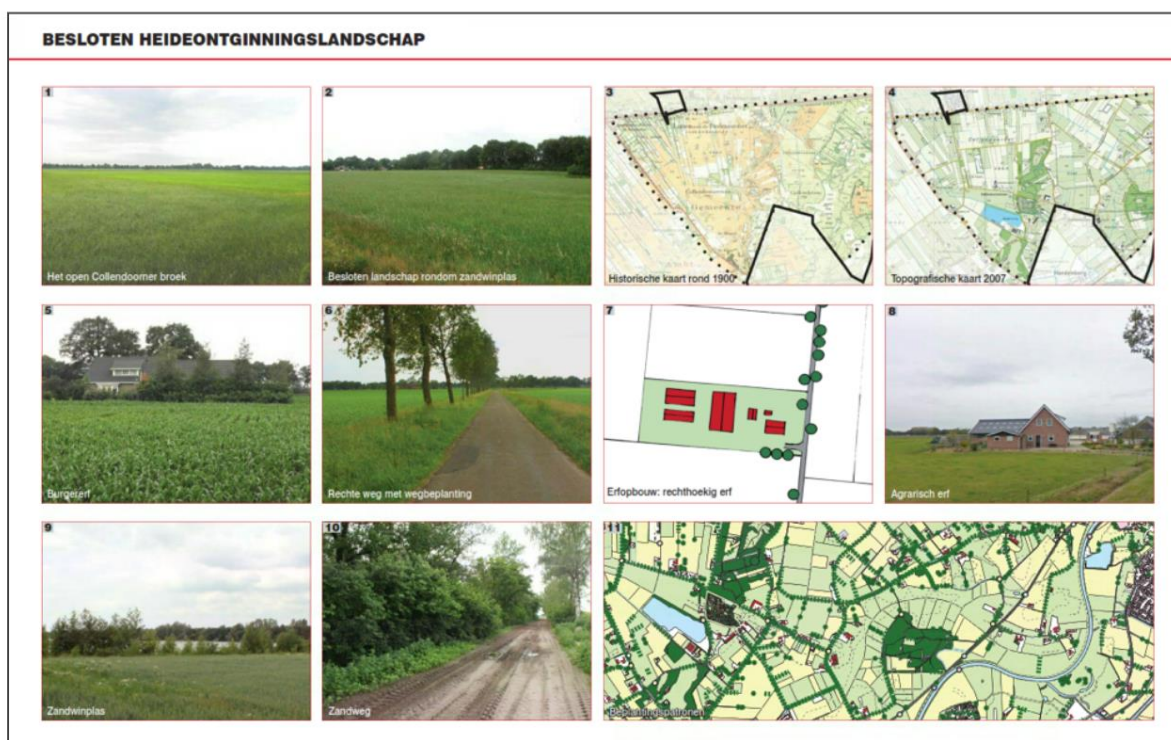 BESLOTEN HEIDEONTGINNINGSLANDSCHAP
1
Het open Collendoorner broek
2
Besloten landschap rondom zandwinplas
3
Historische kaart rond 1900
4
Topografische kaart 2007
5
Burgererf
6
Rechte weg met wegbeplanting
7
Erfopbouw: rechthoekig erf
8
Agrarisch erf
9
Zandwinplas
10
Zandweg
11
Beplantingspatronen